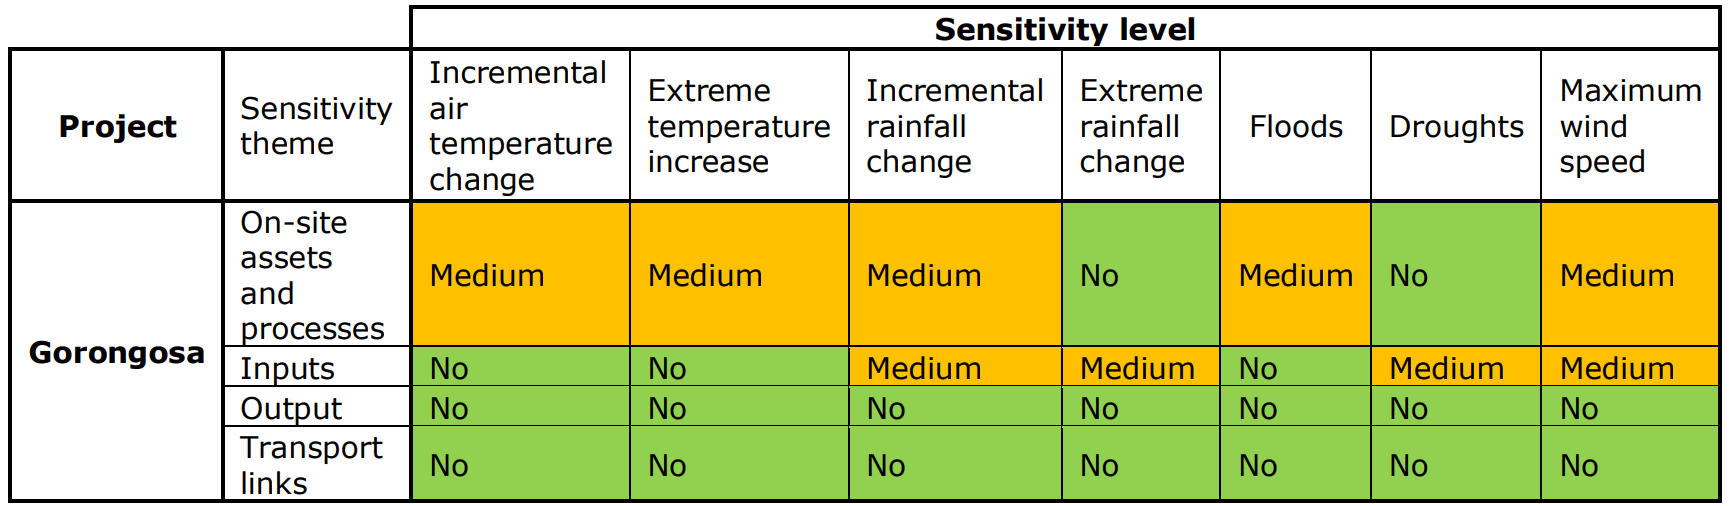 Sensitivity level
Project
Sensitivity
theme
Incremental
air
temperature
change
Extreme
temperature
increase
Incremental
rainfall
change
Extreme
rainfall
change
Floods
Droughts
Maximum
wind
speed
Gorongosa
On-site
assets
and
processes
Medium
Medium
Medium
No
Medium
No
Medium
Inputs
No
No
Medium
Medium
No
Medium
Medium
Output
No
No
No
No
No
No
No
Transport
links
No
No
No
No
No
No
No